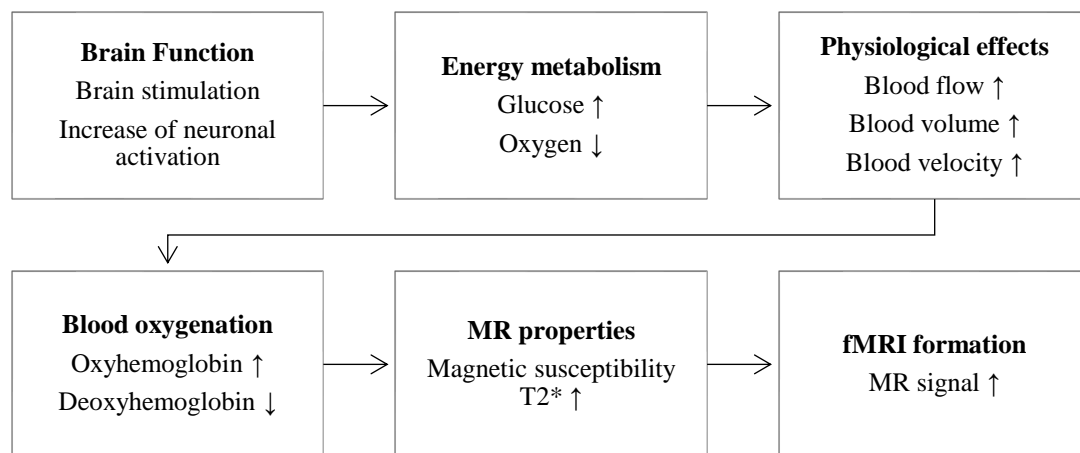 Brain Function
Brain stimulation
Increase of neuronal
activation
Energy metabolism
Glucose ↑
Oxygen ↓
Physiological effects
Blood flow ↑
Blood volume ↑
Blood velocity ↑
Blood oxygenation
Oxyhemoglobin ↑
Deoxyhemoglobin ↓
MR properties
Magnetic susceptibility
T2* ↑
fMRI formation
MR signal ↑